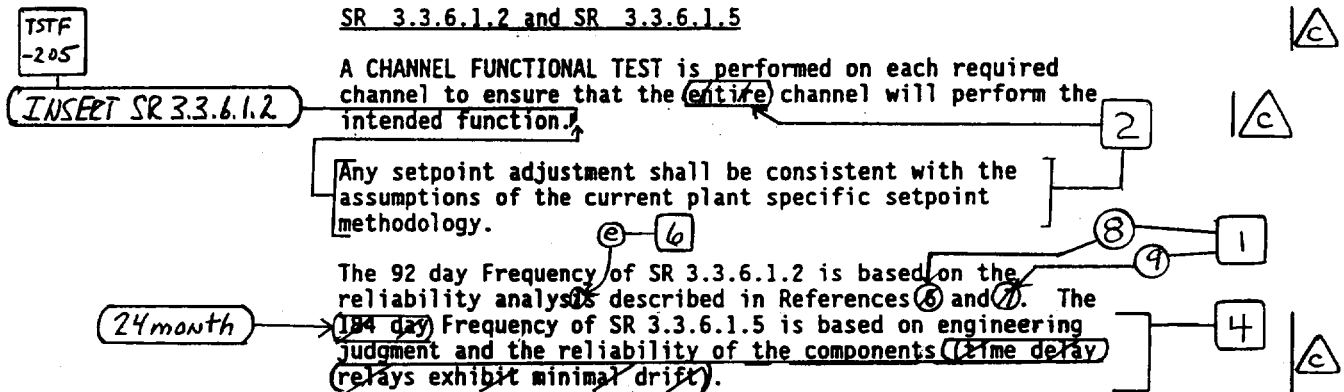 SR 3.3.6.1.2 and SR 3.3.6.1.5
C
TSTF
-205
A CHANNEL FUNCTIONAL TEST is performed on each required
INSERT SR 3.3.6.1.2
channel to ensure that the entire channel will perform the
intended function.
2
C
Any setpoint adjustment shall be consistent with the
assumptions of the current plant specific setpoint
methodology.
e
6
8
1
9
The 92 day Frequency of SR 3.3.6.1.2 is based on the
reliability analysis described in References 6 and 7. The
24 month
184 day Frequency of SR 3.3.6.1.5 is based on engineering
4
judgment and the reliability of the components (time delay
relays exhibit minimal drift).
C